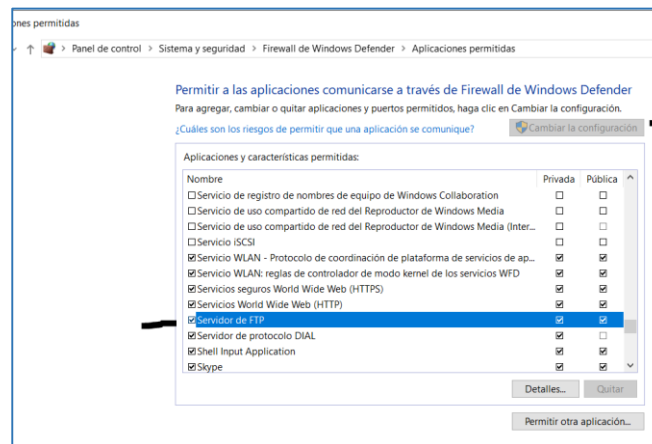 ones permitidas
Panel de control > Sistema y seguridad > Firewall de Windows Defender > Aplicaciones permitidas
Permitir a las aplicaciones comunicarse a través de Firewall de Windows Defender
Para agregar, cambiar o quitar aplicaciones y puertos permitidos, haga clic en Cambiar la configuración.
¿Cuáles son los riesgos de permitir que una aplicación se comunique? Cambiar la configuración
Aplicaciones y características permitidas:
Nombre Privada Pública
Servicio de registro de nombres de equipo de Windows Collaboration
Servicio de uso compartido de red del Reproductor de Windows Media
Servicio de uso compartido de red del Reproductor de Windows Media (Inter...
Servicio iSCSI
Servicio WLAN - Protocolo de coordinación de plataforma de servicios de ap...
Servicio WLAN: reglas de controlador de modo kernel de los servicios WFD
Servicios seguros World Wide Web (HTTPS)
Servicios World Wide Web (HTTP)
Servidor de FTP
Servidor de protocolo DIAL
Shell Input Application
Skype
Detalles... Quitar
Permitir otra aplicación...